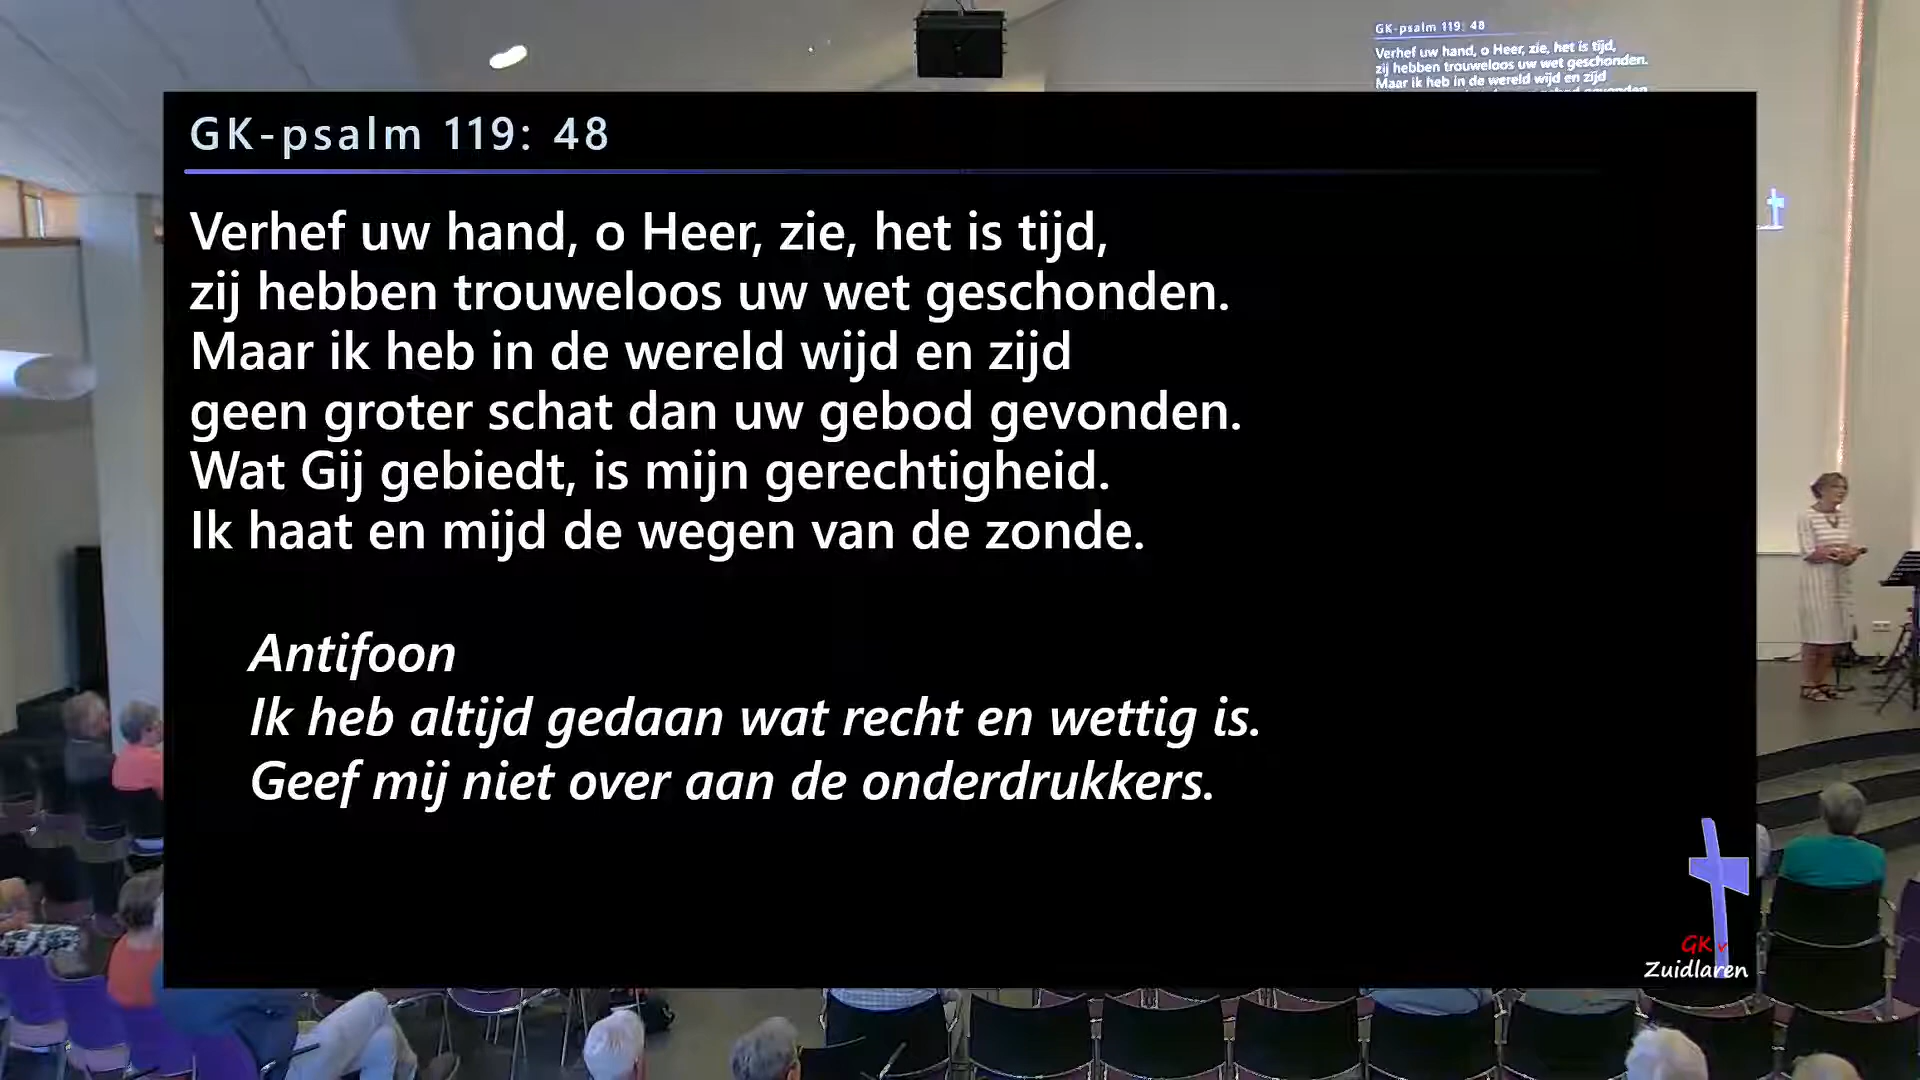 GK-psalm 119: 48
Verhef uw hand, o Heer, zie, het is tijd,
zij hebben trouweloos uw wet geschonden.
Maar ik heb in de wereld wijd en zijd
GK-psalm 119: 48
Verhef uw hand, o Heer, zie, het is tijd,
zij hebben trouweloos uw wet geschonden.
Maar ik heb in de wereld wijd en zijd
geen groter schat dan uw gebod gevonden.
Wat Gij gebiedt, is mijn gerechtigheid.
Ik haat en mijd de wegen van de zonde.
Antifoon
Ik heb altijd gedaan wat recht en wettig is.
Geef mij niet over aan de onderdrukkers.
GK v
Zuidlaren